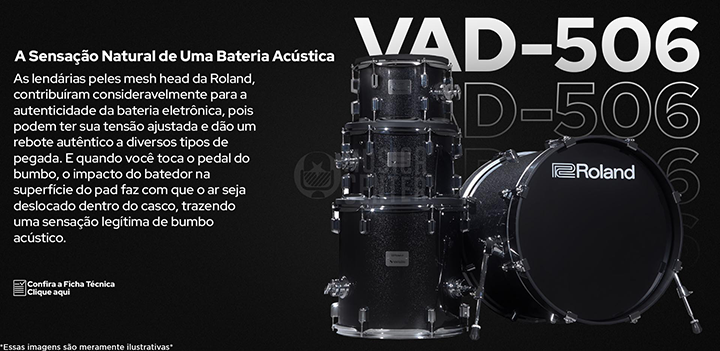 VAD-506
A Sensação Natural de Uma Bateria Acústica
As lendárias peles mesh head da Roland,
contribuíram consideravelmente para a
autenticidade da bateria eletrônica, pois
podem ter sua tensão ajustada e dão um
rebote autêntico a diversos tipos de
pegada. E quando você toca o pedal do
bumbo, o impacto do batedor na
superfície do pad faz com que o ar seja
deslocado dentro do casco, trazendo
uma sensação legítima de bumbo
acústico.
D-506
6
Roland
Confira a Ficha Técnica
Clique aqui
*Essas imagens são meramente ilustrativas*